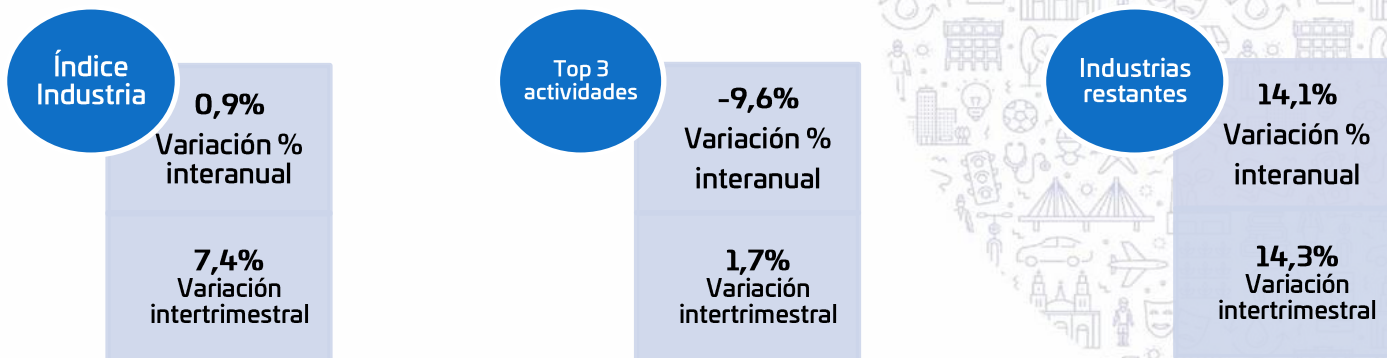 Índice
Industria
0,9%
Variación %
interanual
7,4%
Variación
intertrimestral
Top 3
actividades
-9,6%
Variación %
interanual
1,7%
Variación
intertrimestral
Industrias
restantes
14,1%
Variación %
interanual
14,3%
Variación
intertrimestral